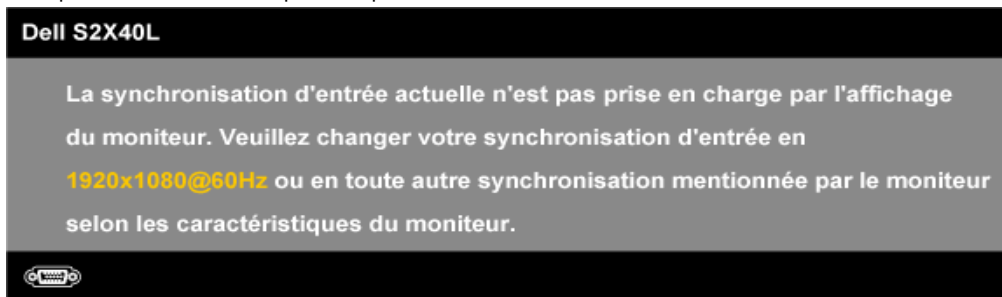 Dell S2X40L
La synchronisation d'entrée actuelle n'est pas prise en charge par l'affichage
du moniteur. Veuillez changer votre synchronisation d'entrée en
1920x1080@60Hz ou en toute autre synchronisation mentionnée par le moniteur
selon les caractéristiques du moniteur.